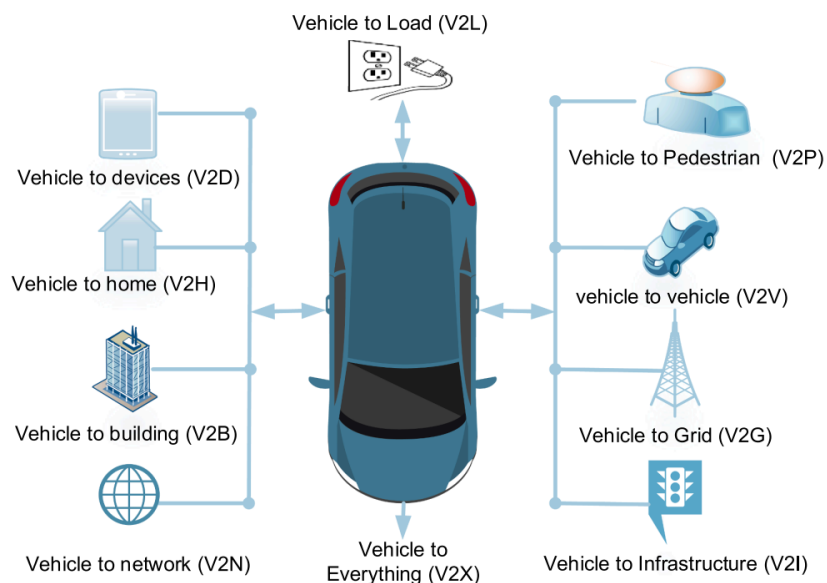 Vehicle to Load (V2L)
Vehicle to devices (V2D)
Vehicle to Pedestrian (V2P)
Vehicle to home (V2H)
vehicle to vehicle (V2V)
Vehicle to building (V2B)
Vehicle to Grid (V2G)
Vehicle to network (V2N)
Vehicle to
Everything (V2X)
Vehicle to Infrastructure (V2I)